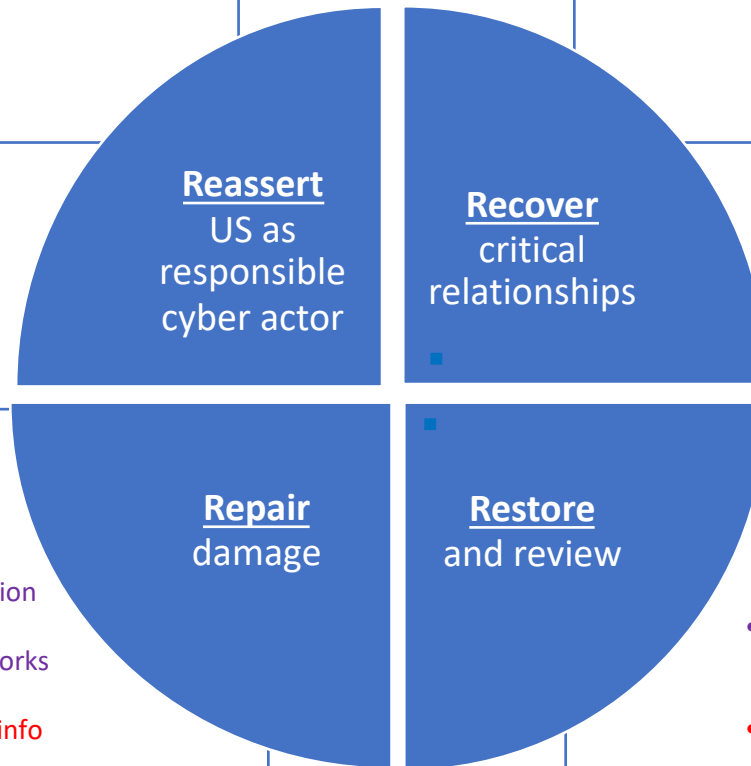 Reassert
US as
responsible
cyber actor
Recover
critical
relationships
Repair
damage
Restore
and review
ion
orks
info